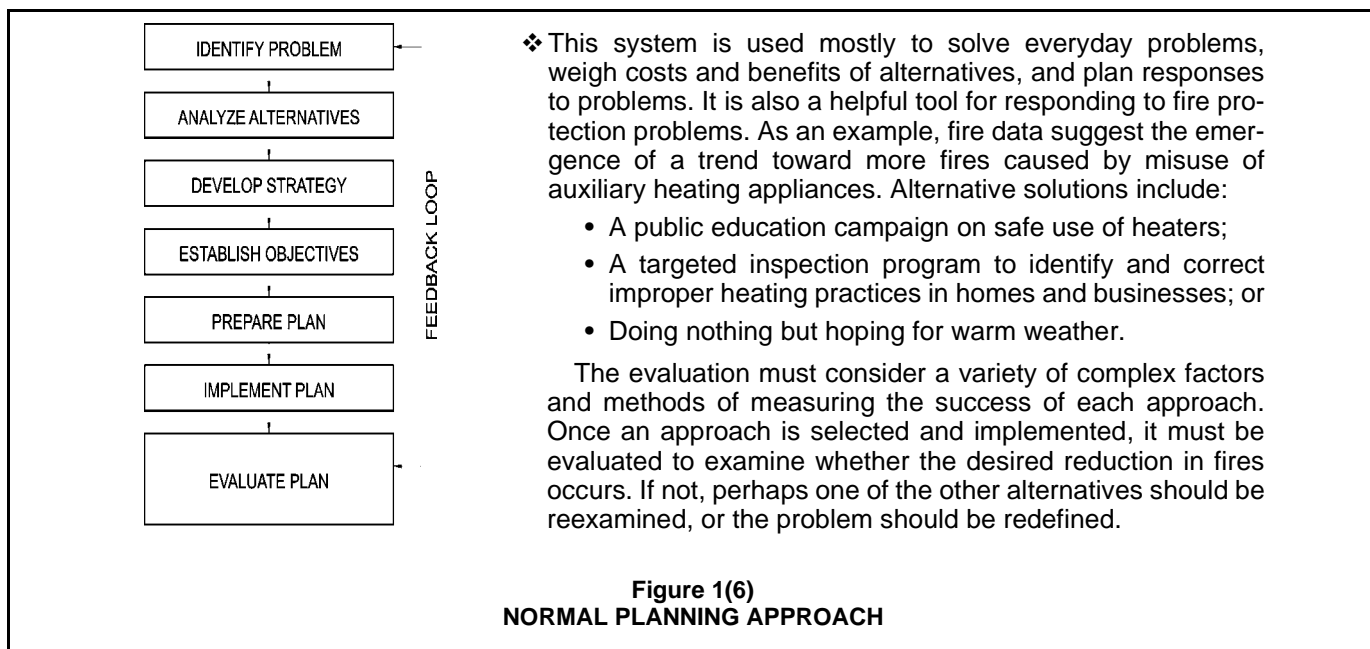 IDENTIFY PROBLEM
ANALYZE ALTERNATIVES
DEVELOP STRATEGY
ESTABLISH OBJECTIVES
PREPARE PLAN
IMPLEMENT PLAN
EVALUATE PLAN
FEEDBACK LOOP
❖ This system is used mostly to solve everyday problems,
weigh costs and benefits of alternatives, and plan responses
to problems. It is also a helpful tool for responding to fire pro-
tection problems. As an example, fire data suggest the emer-
gence of a trend toward more fires caused by misuse of
auxiliary heating appliances. Alternative solutions include:
• A public education campaign on safe use of heaters;
• A targeted inspection program to identify and correct
improper heating practices in homes and businesses; or
• Doing nothing but hoping for warm weather.
The evaluation must consider a variety of complex factors
and methods of measuring the success of each approach.
Once an approach is selected and implemented, it must be
evaluated to examine whether the desired reduction in fires
occurs. If not, perhaps one of the other alternatives should be
reexamined, or the problem should be redefined.
Figure 1(6)
NORMAL PLANNING APPROACH